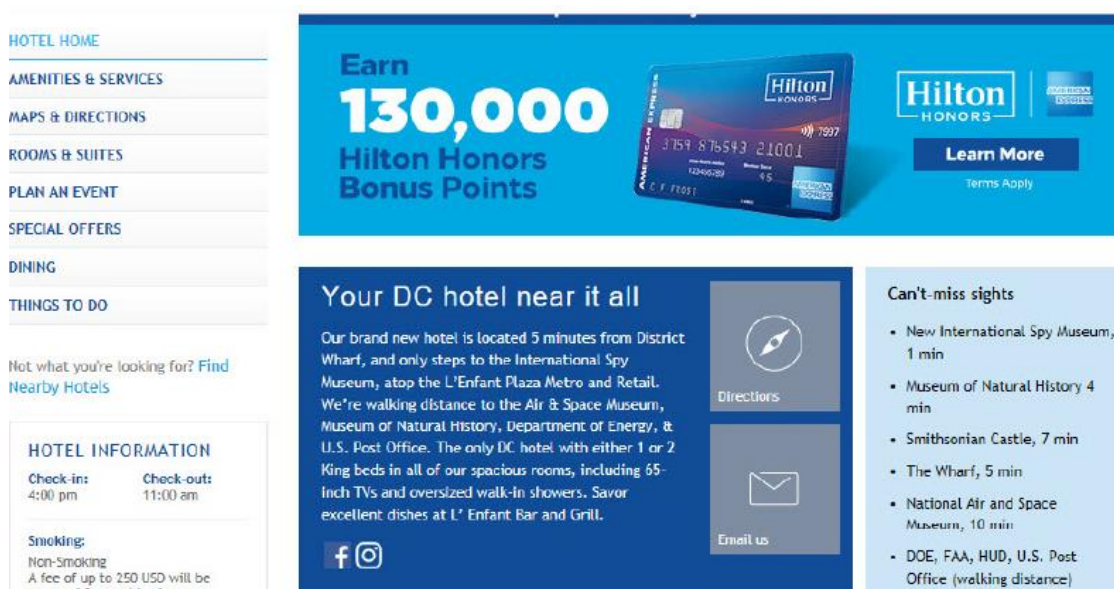 HOTEL HOME
AMENITIES & SERVICES
MAPS & DIRECTIONS
ROOMS & SUITES
PLAN AN EVENT
SPECIAL OFFERS
DINING
THINGS TO DO
Not what you're looking for? Find
Nearby Hotels
HOTEL INFORMATION
Check-in: Check-out:
4:00 pm 11:00 am
Smoking:
Non-Smoking
A fee of up to 250 USD will be
Earn
130,000
Hilton Honors
Bonus Points
AMERICAN EXPRESS
Hilton
HONORS
7997
3759 876543 21001
C F FROST
AMERICAN
EXPRESS
Hilton
HONORS
AMERICAN
EXPRESS
Learn More
Terms Apply
Your DC hotel near it all
Our brand new hotel is located 5 minutes from District
Wharf, and only steps to the International Spy
Museum, atop the L'Enfant Plaza Metro and Retail.
We're walking distance to the Air & Space Museum,
Museum of Natural History, Department of Energy, &
U.S. Post Office. The only DC hotel with either 1 or 2
King beds in all of our spacious rooms, including 65-
inch TVs and oversized walk-in showers. Savor
excellent dishes at L' Enfant Bar and Grill.
Directions
Email us
Can't-miss sights
• New International Spy Museum,
1 min
• Museum of Natural History 4
min
• Smithsonian Castle, 7 min
• The Wharf, 5 min
• National Air and Space
Museum, 10 min
• DOE, FAA, HUD, U.S. Post
Office (walking distance)